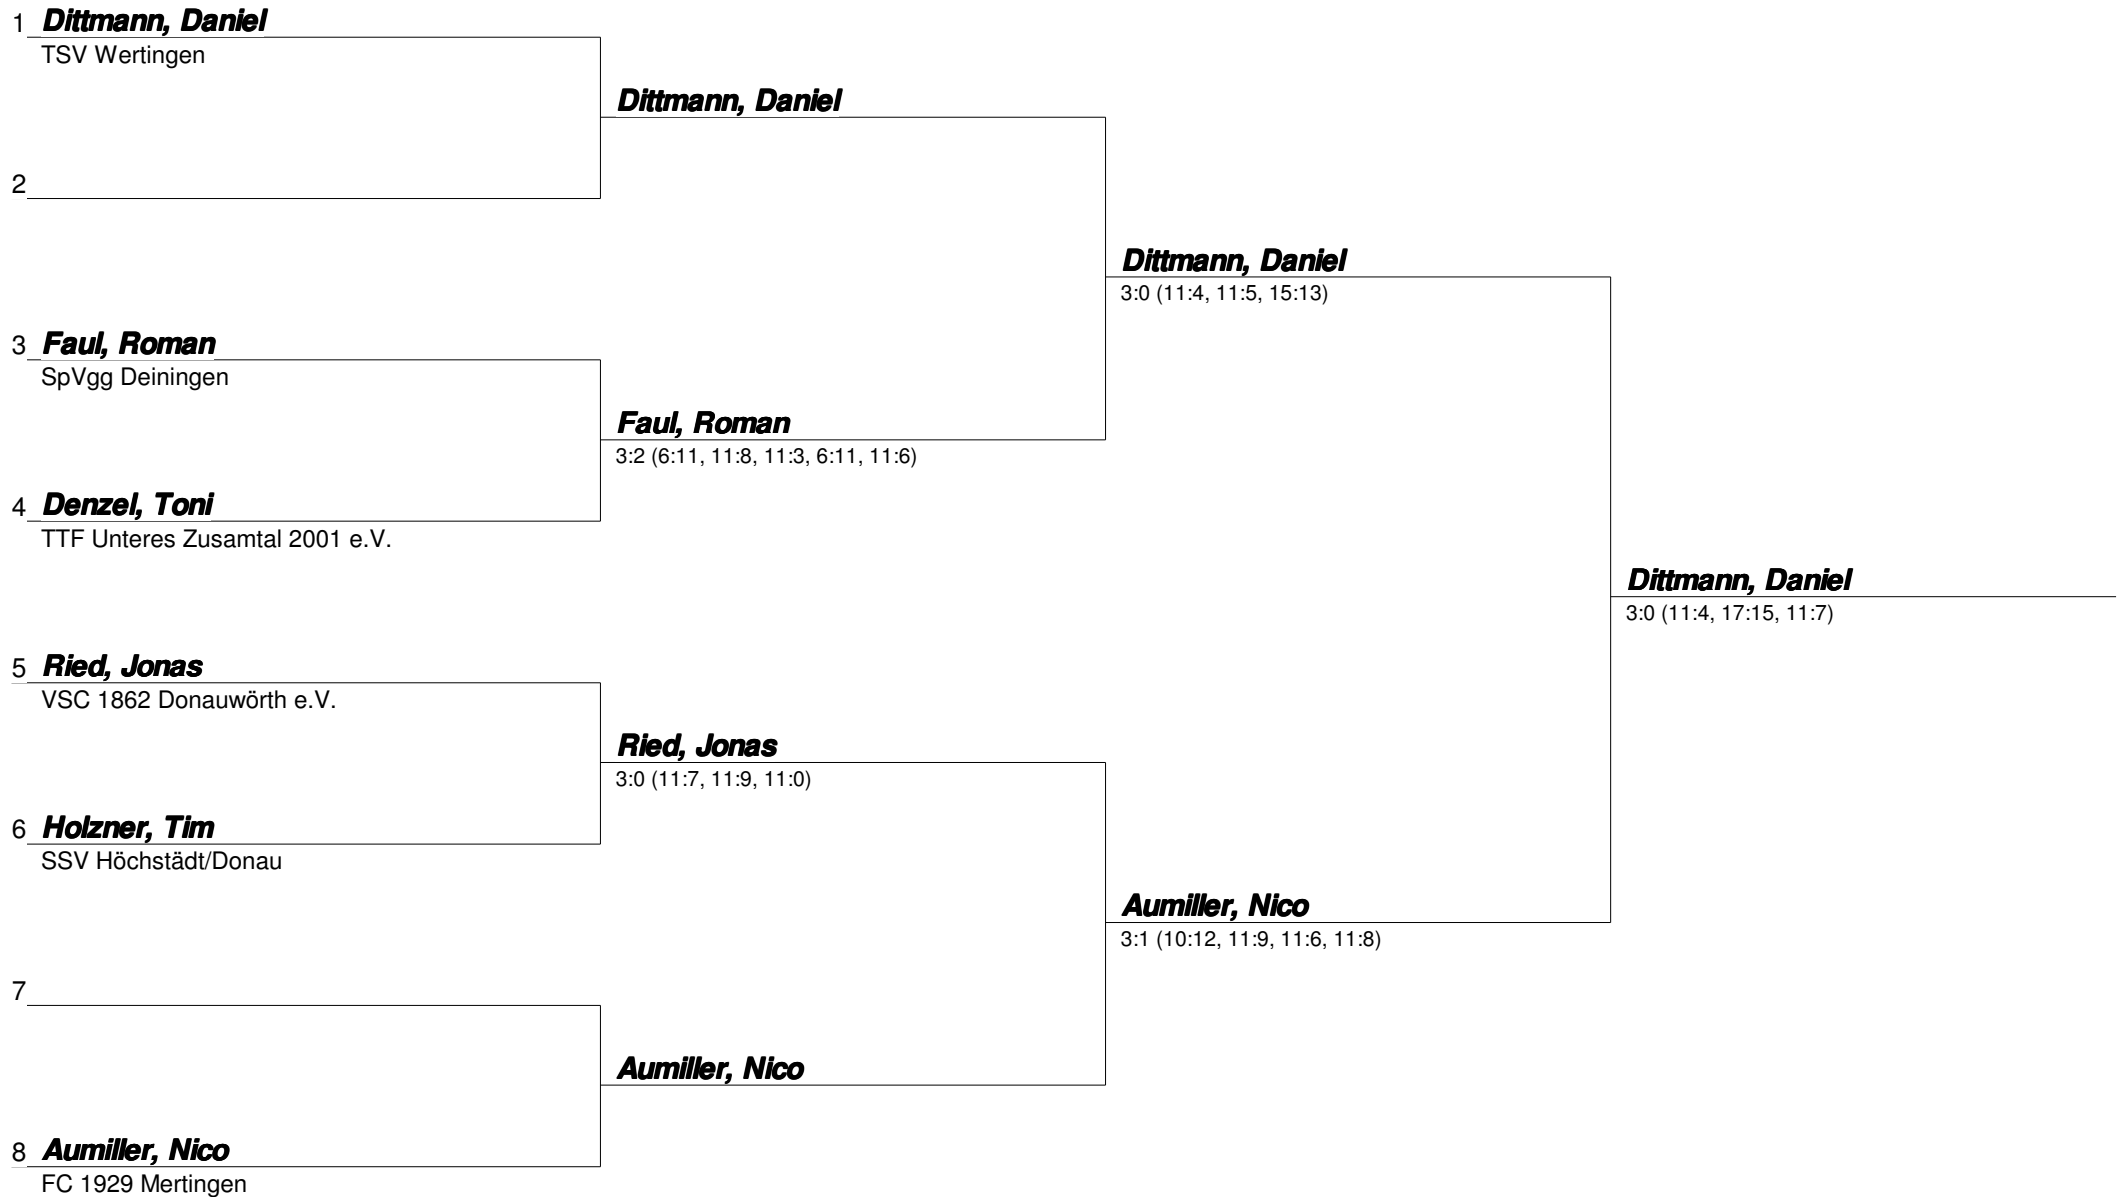 1 Dittmann, Daniel
TSV Wertingen
Dittmann, Daniel
2
Dittmann, Daniel
3:0 (11:4, 11:5, 15:13)
3 Faul, Roman
SpVgg Deiningen
Faul, Roman
3:2 (6:11, 11:8, 11:3, 6:11, 11:6)
4 Denzel, Toni
TTF Unteres Zusamtal 2001 e.V.
Dittmann, Daniel
3:0 (11:4, 17:15, 11:7)
5 Ried, Jonas
VSC 1862 Donauwörth e.V.
Ried, Jonas
3:0 (11:7, 11:9, 11:0)
6 Holzner, Tim
SSV Höchstädt/Donau
Aumiller, Nico
3:1 (10:12, 11:9, 11:6, 11:8)
7
Aumiller, Nico
8 Aumiller, Nico
FC 1929 Mertingen